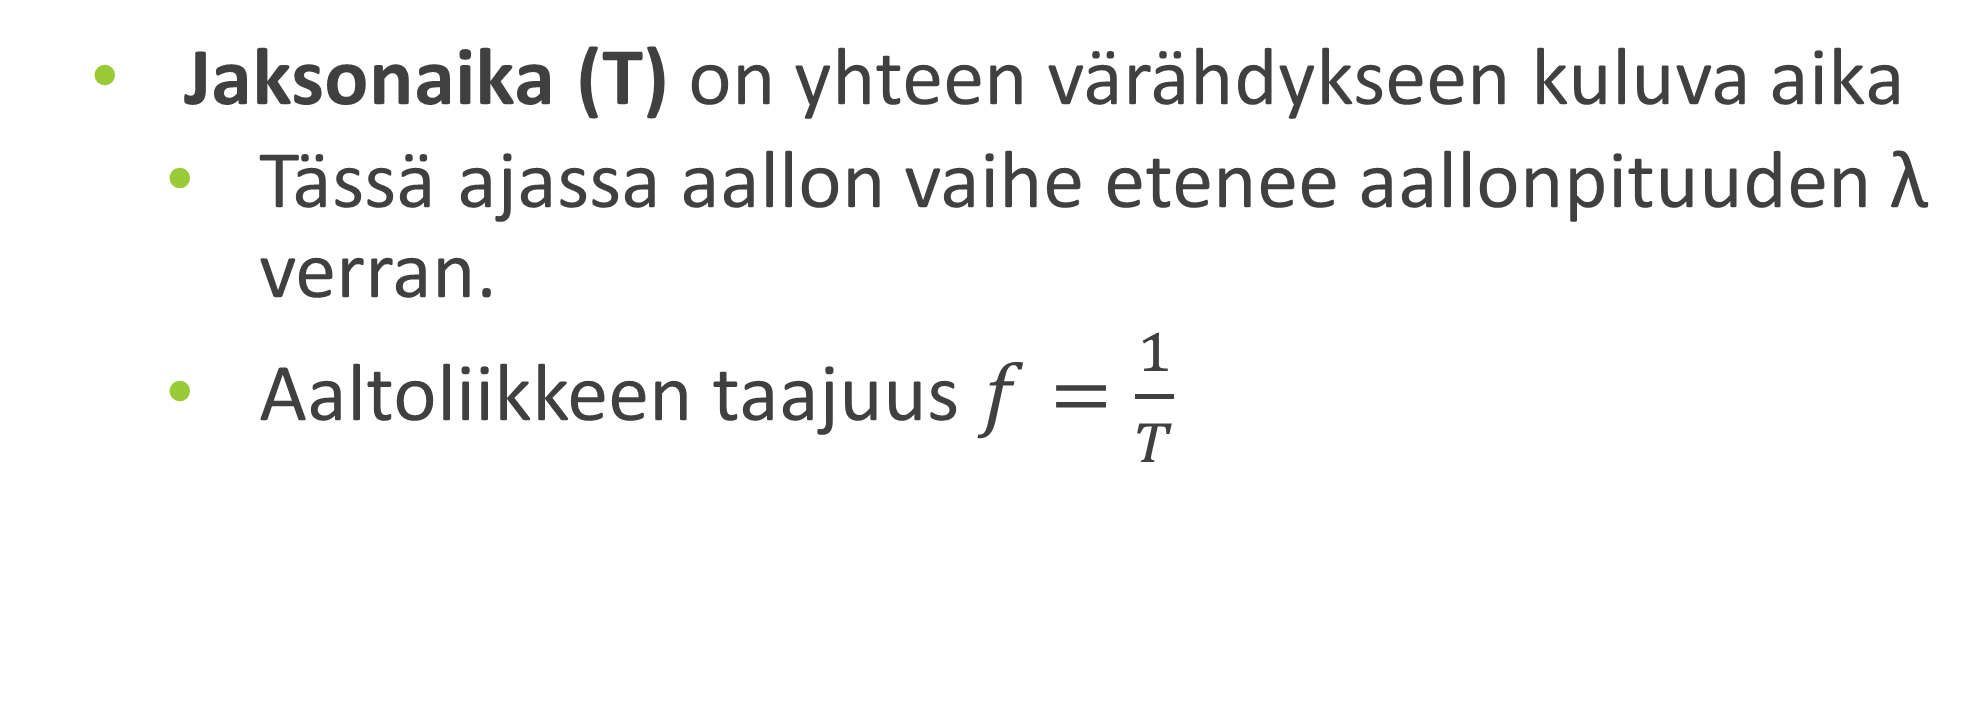 • Jaksonaika (T) on yhteen värähdykseen kuluva aika
• Tässä ajassa aallon vaihe etenee aallonpituuden λ
verran.
• Aaltoliikkeen taajuus f = 1/T